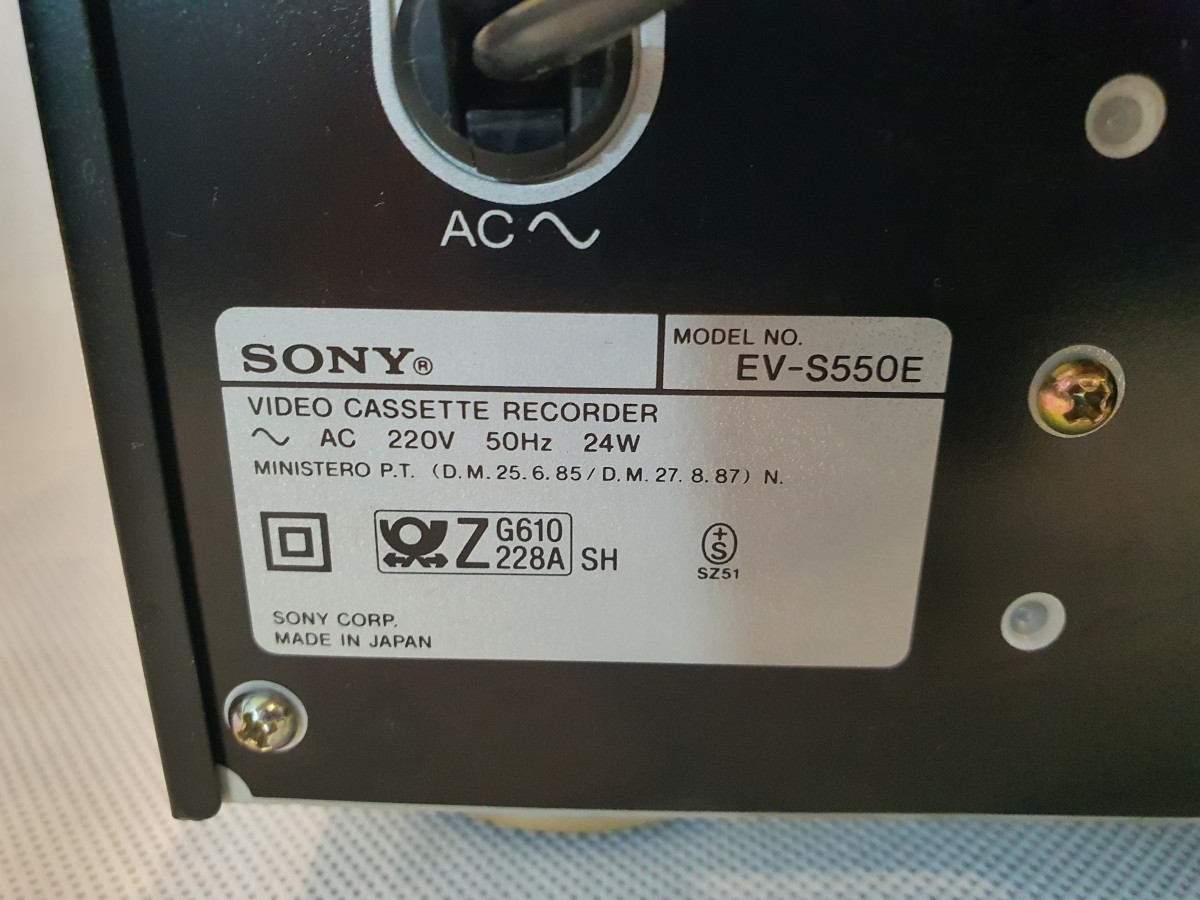 AC ~
SONY®
MODEL NO.
EV-S550E
VIDEO CASSETTE RECORDER
~ AC 220V 50Hz 24W
MINISTERO P.T. (D.M.25.6.85/D.M.27.8.87) N.
Z G610
228A SH
+S
SZ51
SONY CORP.
MADE IN JAPAN